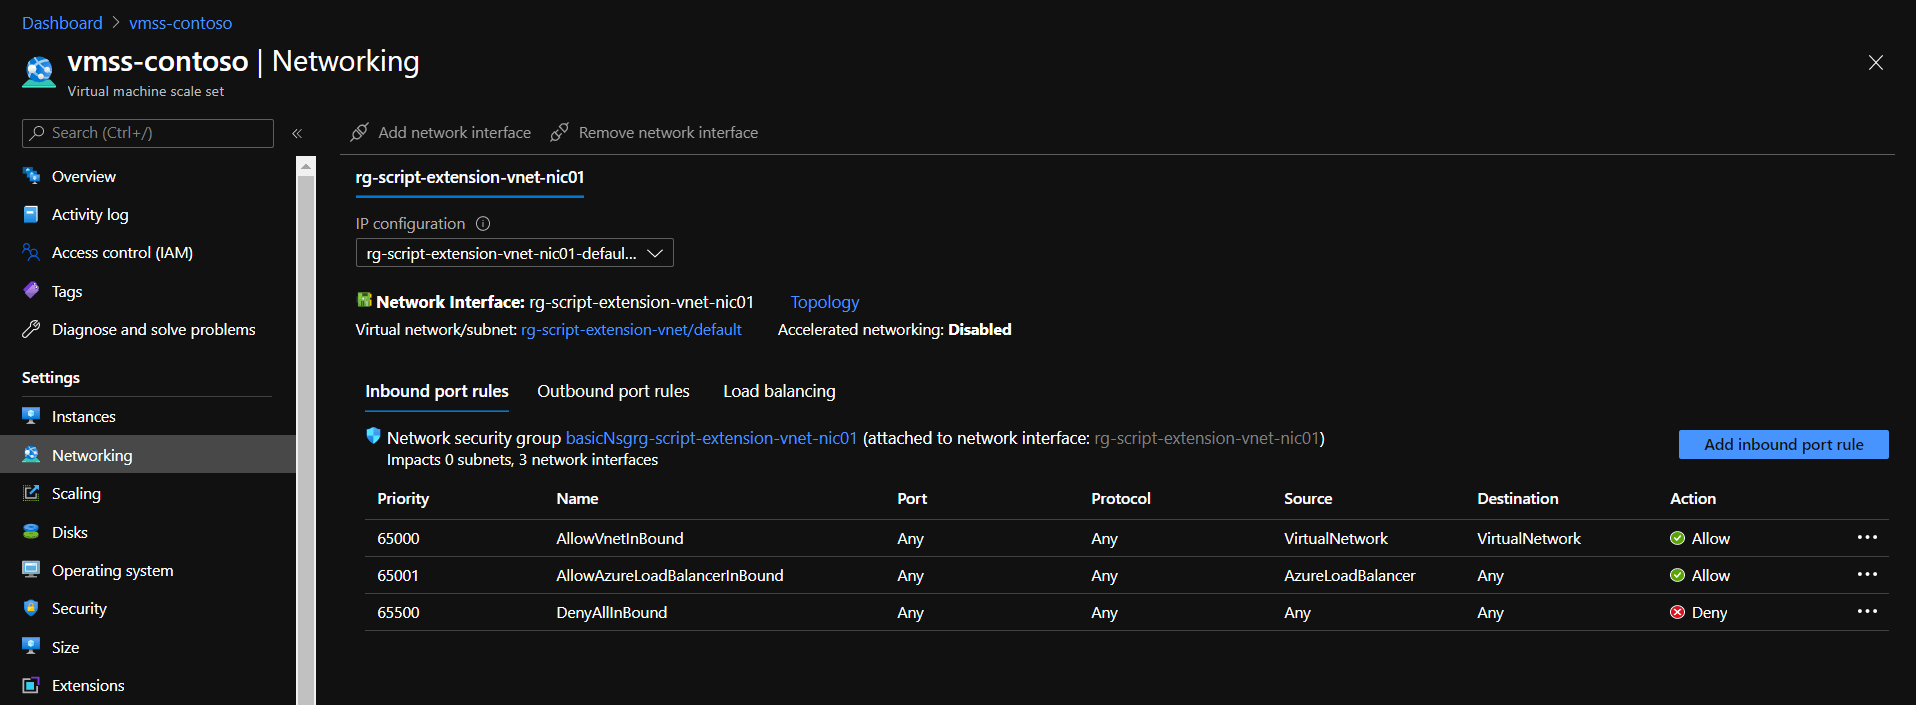 Dashboard > vmss-contoso
vmss-contoso | Networking
Virtual machine scale set
Search (Ctrl+/)
«
Overview
Activity log
Access control (IAM)
Tags
Diagnose and solve problems
Settings
Instances
Networking
Scaling
Disks
Operating system
Security
Size
Extensions
Add network interface Remove network interface
rg-script-extension-vnet-nic01
IP configuration
rg-script-extension-vnet-nic01-defaul...
Network Interface: rg-script-extension-vnet-nic01 Topology
Virtual network/subnet: rg-script-extension-vnet/default Accelerated networking: Disabled
Inbound port rules Outbound port rules Load balancing
Network security group basicNsgrg-script-extension-vnet-nic01 (attached to network interface: rg-script-extension-vnet-nic01)
Impacts 0 subnets, 3 network interfaces
Add inbound port rule
Priority Name Port Protocol Source Destination Action
65000 AllowVnetInBound Any Any VirtualNetwork VirtualNetwork Allow ...
65001 AllowAzureLoadBalancerInBound Any Any AzureLoadBalancer Any Allow ...
65500 DenyAllInBound Any Any Any Any Deny ...